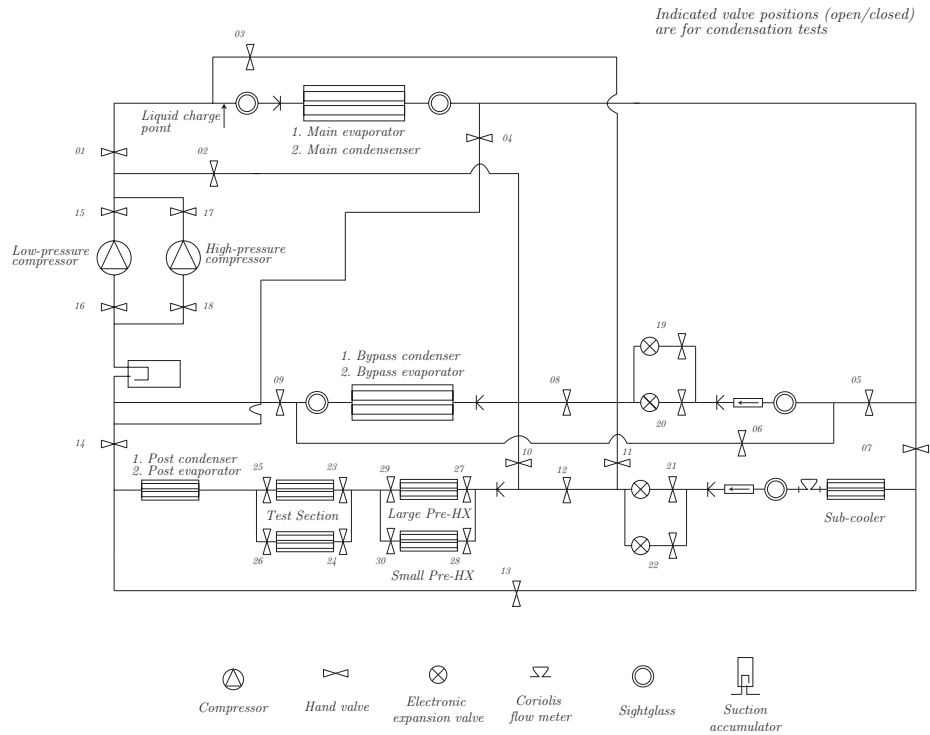 Indicated valve positions (open/closed)
are for condensation tests
03
Liquid charge
point
1. Main evaporator
2. Main condensenser
04
01
02
15
17
Low-pressure
compressor
High-pressure
compressor
16
18
19
1. Bypass condenser
2. Bypass evaporator
09
08
20
05
06
14
10
11
07
1. Post condenser
2. Post evaporator
25
23
29
27
12
21
Test Section
Large Pre-HX
Sub-cooler
26
24
30
28
22
Small Pre-HX
13
Compressor
Hand valve
Electronic
expansion valve
Coriolis
flow meter
Sightglass
Suction
accumulator